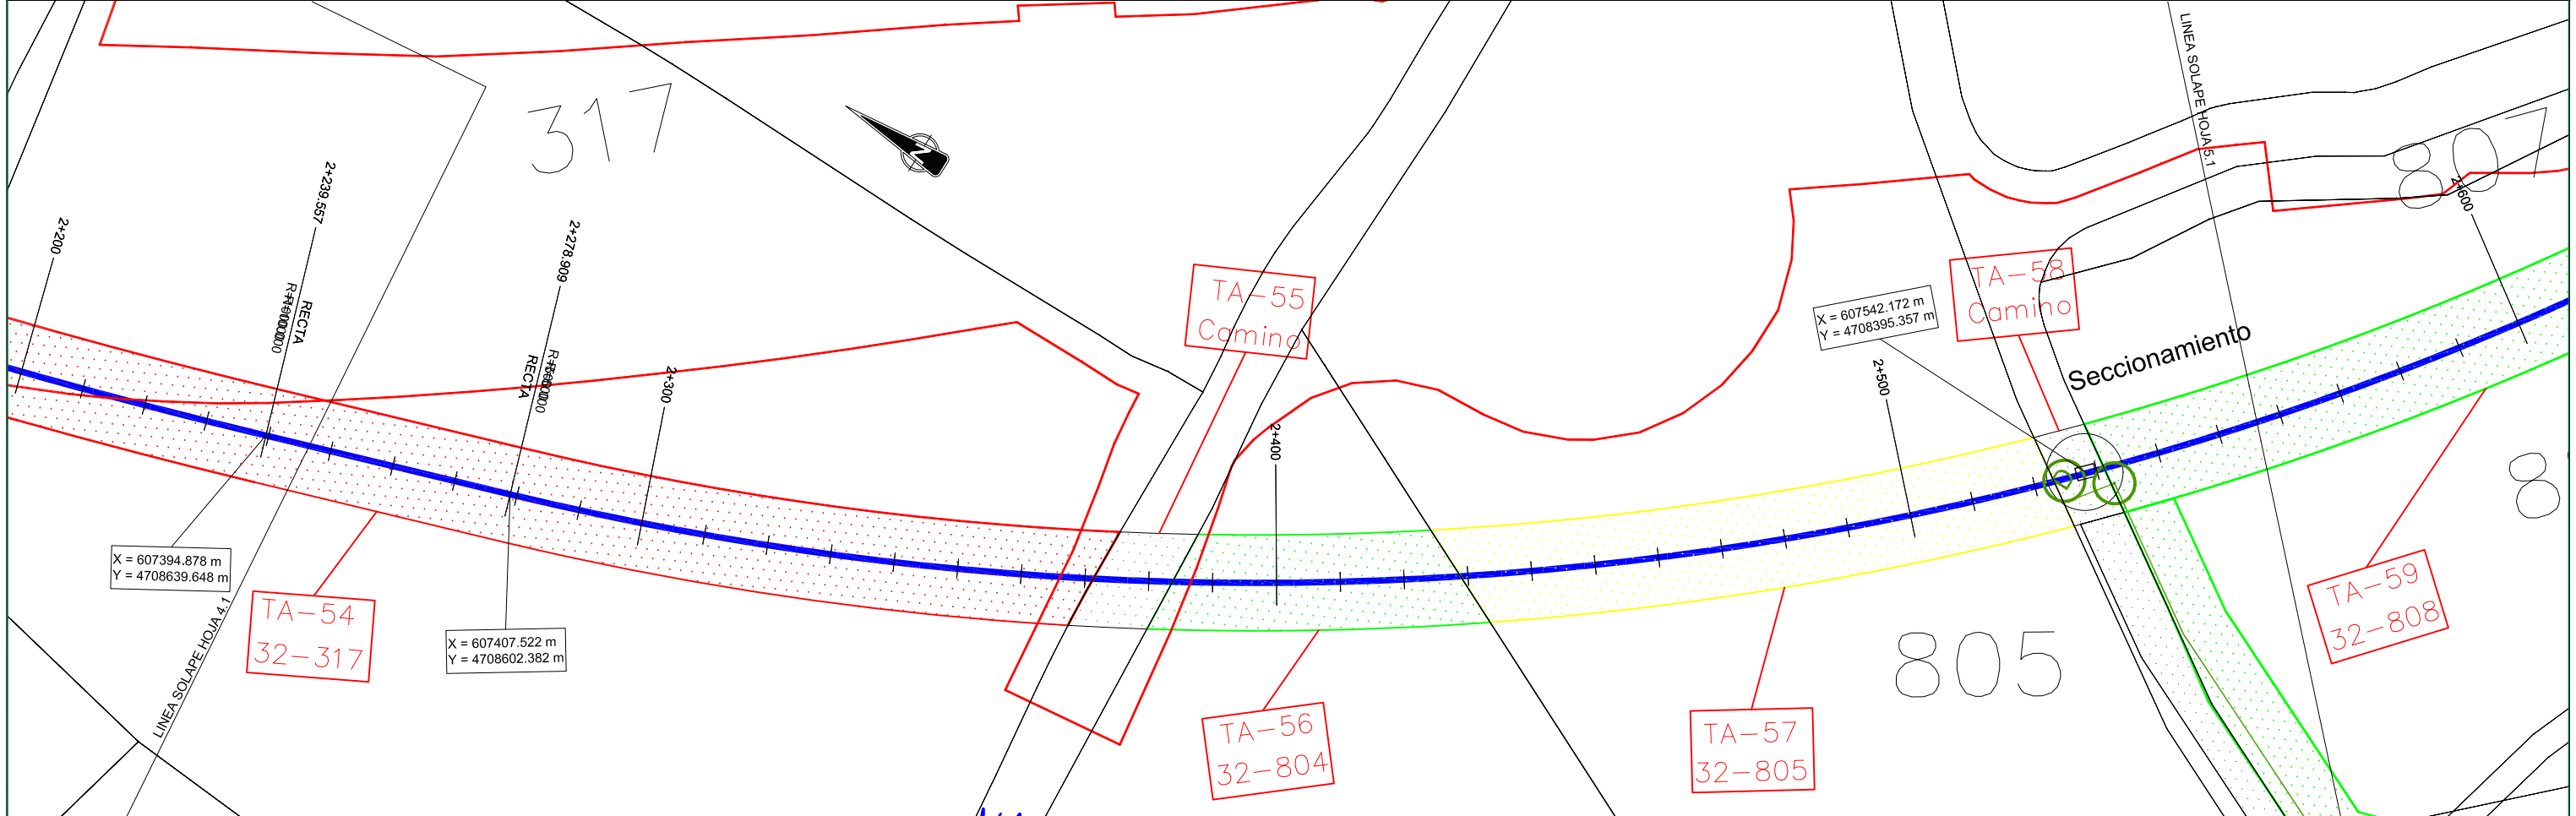 317
N
LINEA SOLAPE HOJA 5.1
807
2+200
2+239.557
RECTA
2+278.909
RECTA
2+300
TA-55
Camino
2+400
X = 607542.172 m
Y = 4708395.357 m
2+500
TA-58
Camino
Seccionamiento
2+600
X = 607394.878 m
Y = 4708639.648 m
LINEA SOLAPE HOJA 4.1
TA-54
32-317
X = 607407.522 m
Y = 4708602.382 m
TA-56
32-804
TA-57
32-805
805
TA-59
32-808
8